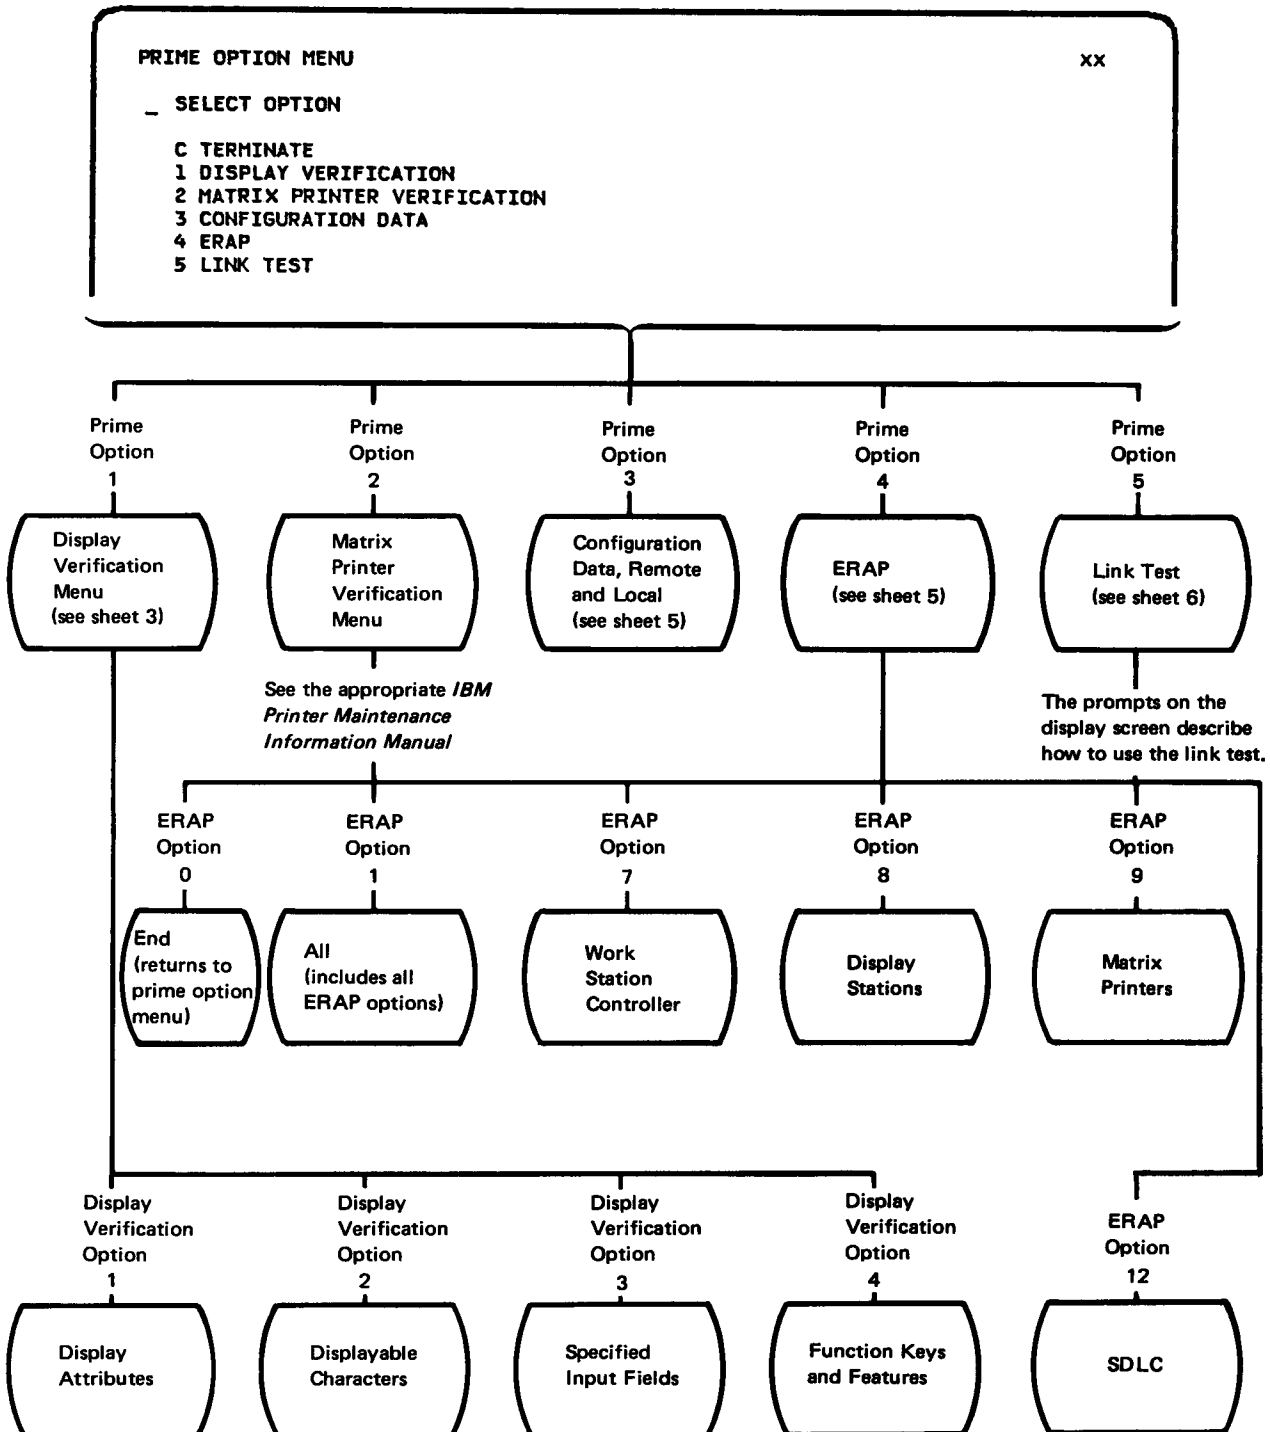 PRIME OPTION MENU xx
_ SELECT OPTION
C TERMINATE
1 DISPLAY VERIFICATION
2 MATRIX PRINTER VERIFICATION
3 CONFIGURATION DATA
4 ERAP
5 LINK TEST
Prime
Option
1
Prime
Option
2
Prime
Option
3
Prime
Option
4
Prime
Option
5
Display
Verification
Menu
(see sheet 3)
Matrix
Printer
Verification
Menu
Configuration
Data, Remote
and Local
(see sheet 5)
ERAP
(see sheet 5)
Link Test
(see sheet 6)
See the appropriate IBM
Printer Maintenance
Information Manual
The prompts on the
display screen describe
how to use the link test.
ERAP
Option
0
ERAP
Option
1
ERAP
Option
7
ERAP
Option
8
ERAP
Option
9
End
(returns to
prime option
menu)
All
(includes all
ERAP options)
Work
Station
Controller
Display
Stations
Matrix
Printers
Display
Verification
Option
1
Display
Verification
Option
2
Display
Verification
Option
3
Display
Verification
Option
4
ERAP
Option
12
Display
Attributes
Displayable
Characters
Specified
Input Fields
Function Keys
and Features
SDLC